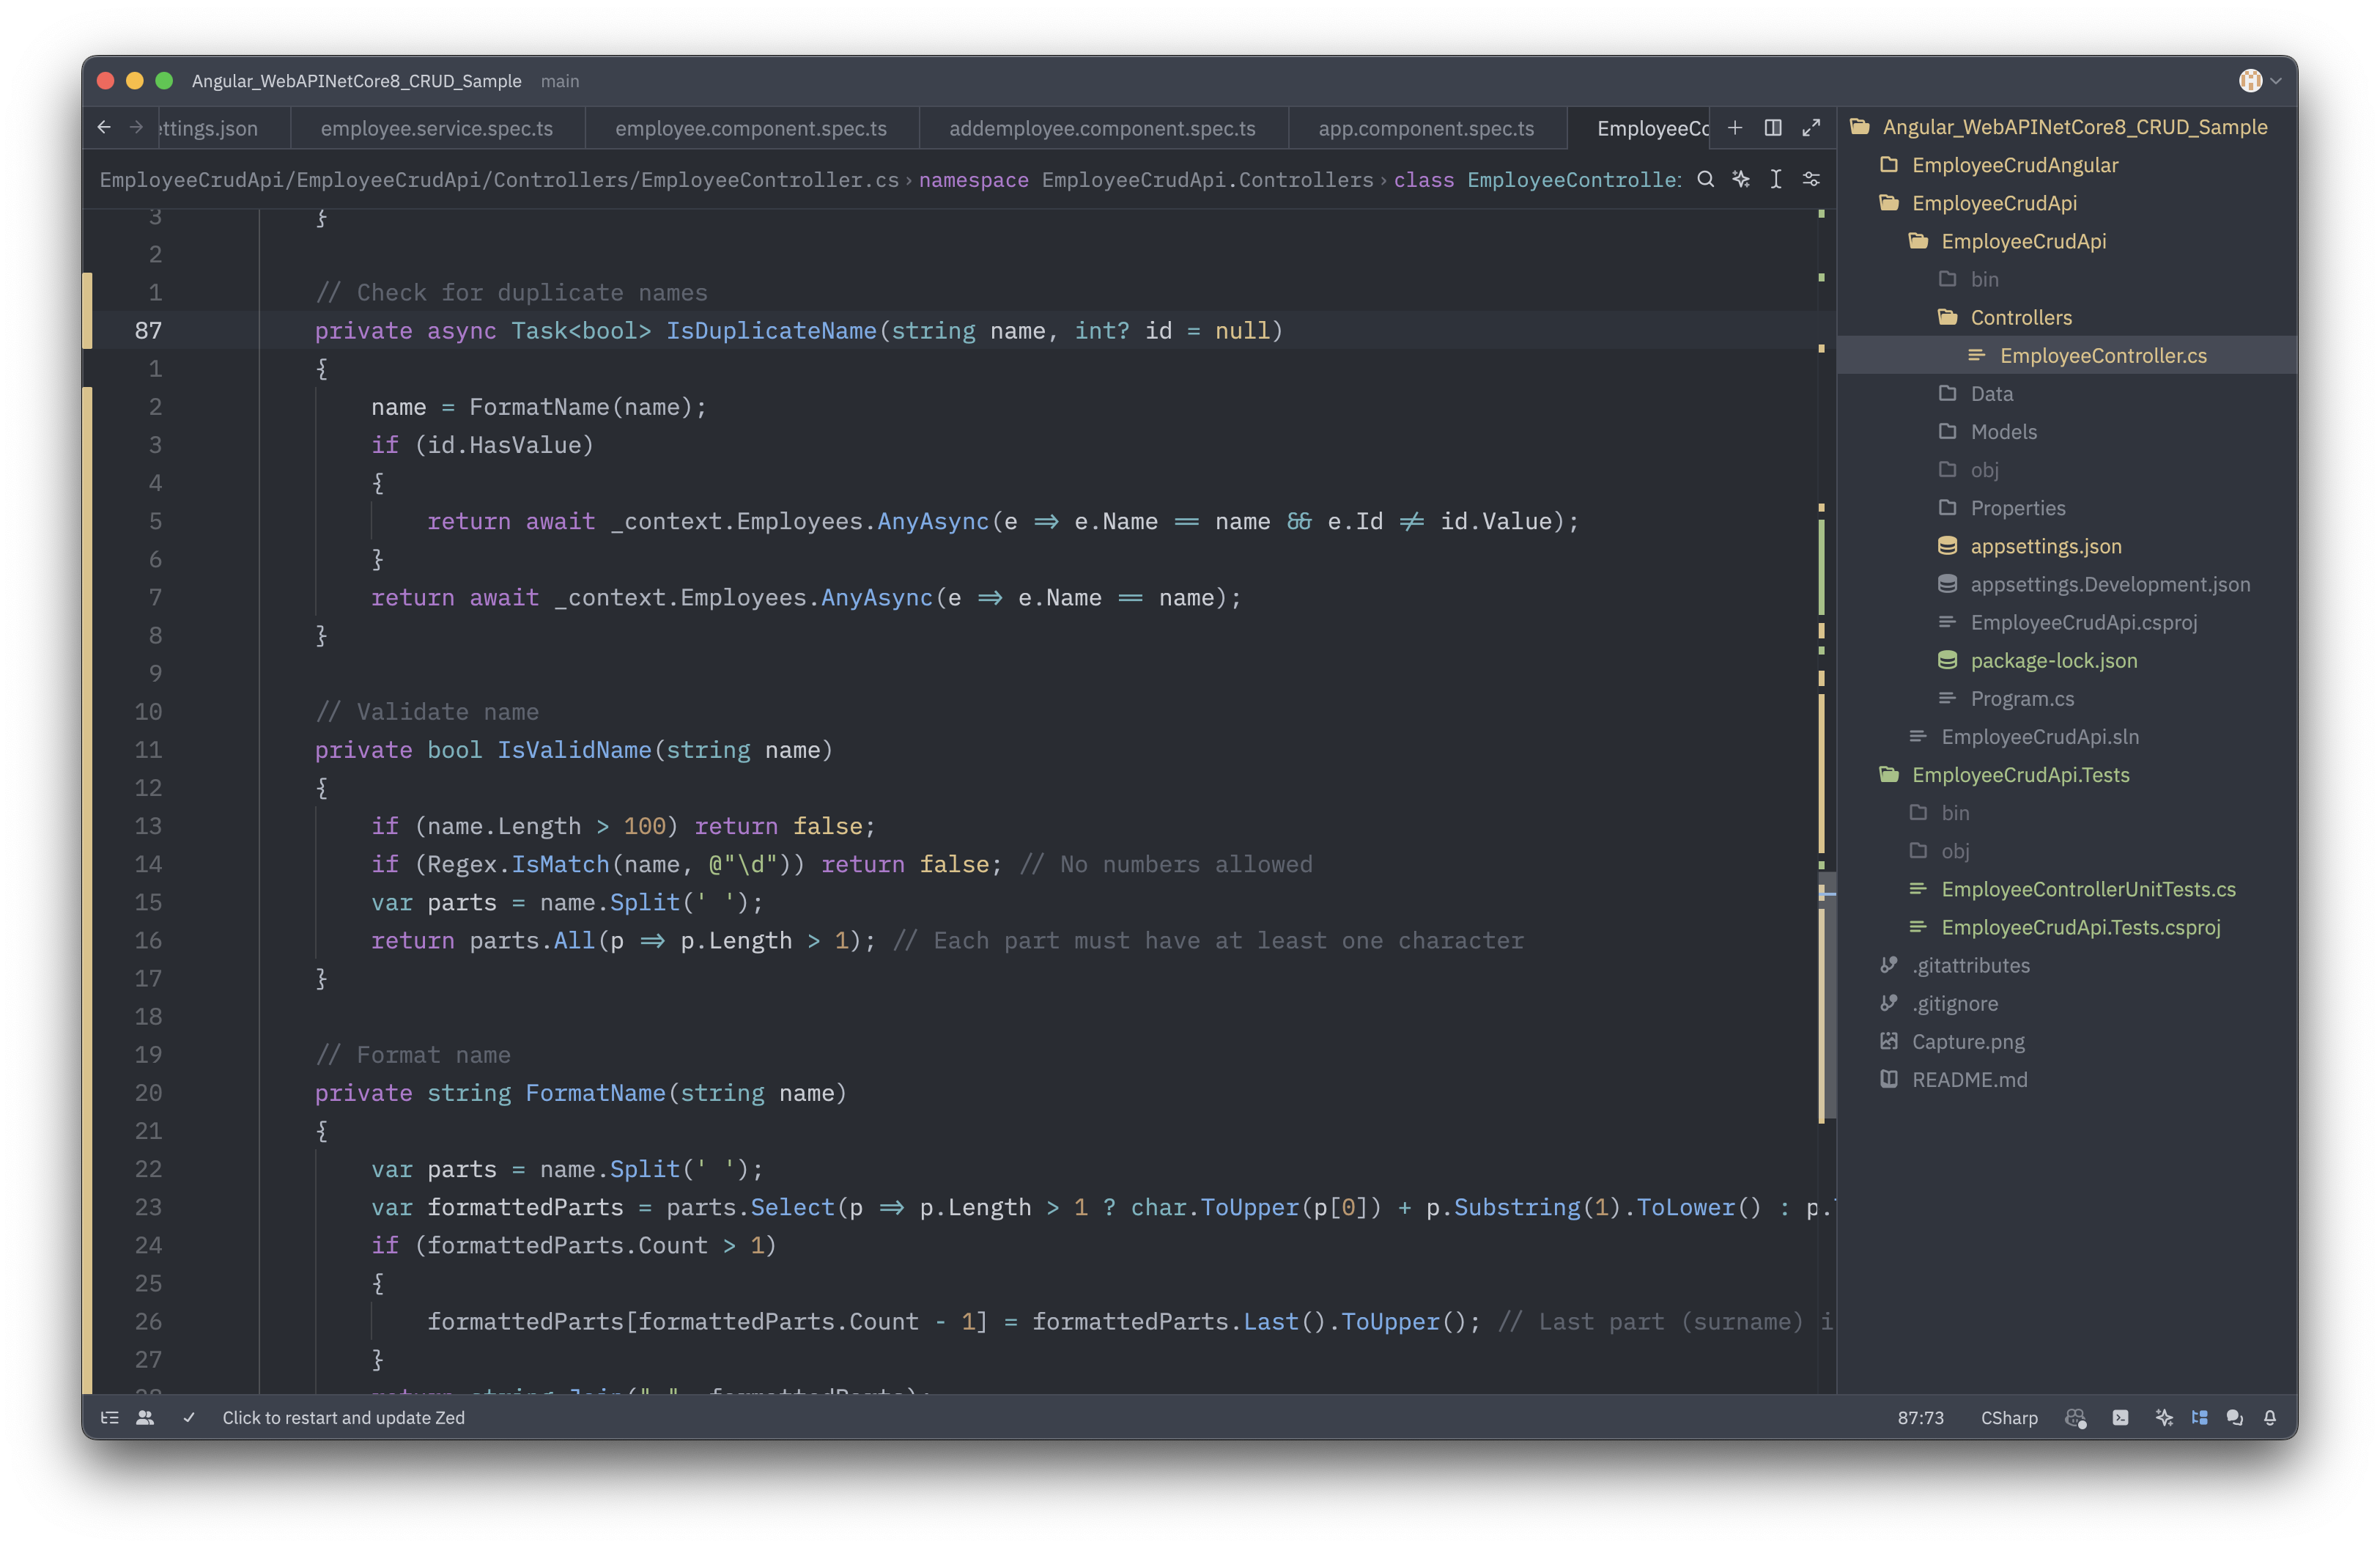 Angular_WebAPINetCore8_CRUD_Sample main
ettings.json employee.service.spec.ts employee.component.spec.ts addemployee.component.spec.ts app.component.spec.ts EmployeeCo
EmployeeCrudApi/EmployeeCrudApi/Controllers/EmployeeController.cs › namespace EmployeeCrudApi.Controllers › class EmployeeController
3 }
2
1 // Check for duplicate names
87 private async Task<bool> IsDuplicateName(string name, int? id = null)
1 {
2 name = FormatName(name);
3 if (id.HasValue)
4 {
5 return await _context.Employees.AnyAsync(e => e.Name == name && e.Id != id.Value);
6 }
7 return await _context.Employees.AnyAsync(e => e.Name == name);
8 }
9
10 // Validate name
11 private bool IsValidName(string name)
12 {
13 if (name.Length > 100) return false;
14 if (Regex.IsMatch(name, @"\d")) return false; // No numbers allowed
15 var parts = name.Split(' ');
16 return parts.All(p => p.Length > 1); // Each part must have at least one character
17 }
18
19 // Format name
20 private string FormatName(string name)
21 {
22 var parts = name.Split(' ');
23 var formattedParts = parts.Select(p => p.Length > 1 ? char.ToUpper(p[0]) + p.Substring(1).ToLower() : p.
24 if (formattedParts.Count > 1)
25 {
26 formattedParts[formattedParts.Count - 1] = formattedParts.Last().ToUpper(); // Last part (surname) i
27 }
28 return string.Join(" ", formattedParts);
Angular_WebAPINetCore8_CRUD_Sample
EmployeeCrudAngular
EmployeeCrudApi
EmployeeCrudApi
bin
Controllers
EmployeeController.cs
Data
Models
obj
Properties
appsettings.json
appsettings.Development.json
EmployeeCrudApi.csproj
package-lock.json
Program.cs
EmployeeCrudApi.sln
EmployeeCrudApi.Tests
bin
obj
EmployeeControllerUnitTests.cs
EmployeeCrudApi.Tests.csproj
.gitattributes
.gitignore
Capture.png
README.md
Click to restart and update Zed 87:73 CSharp